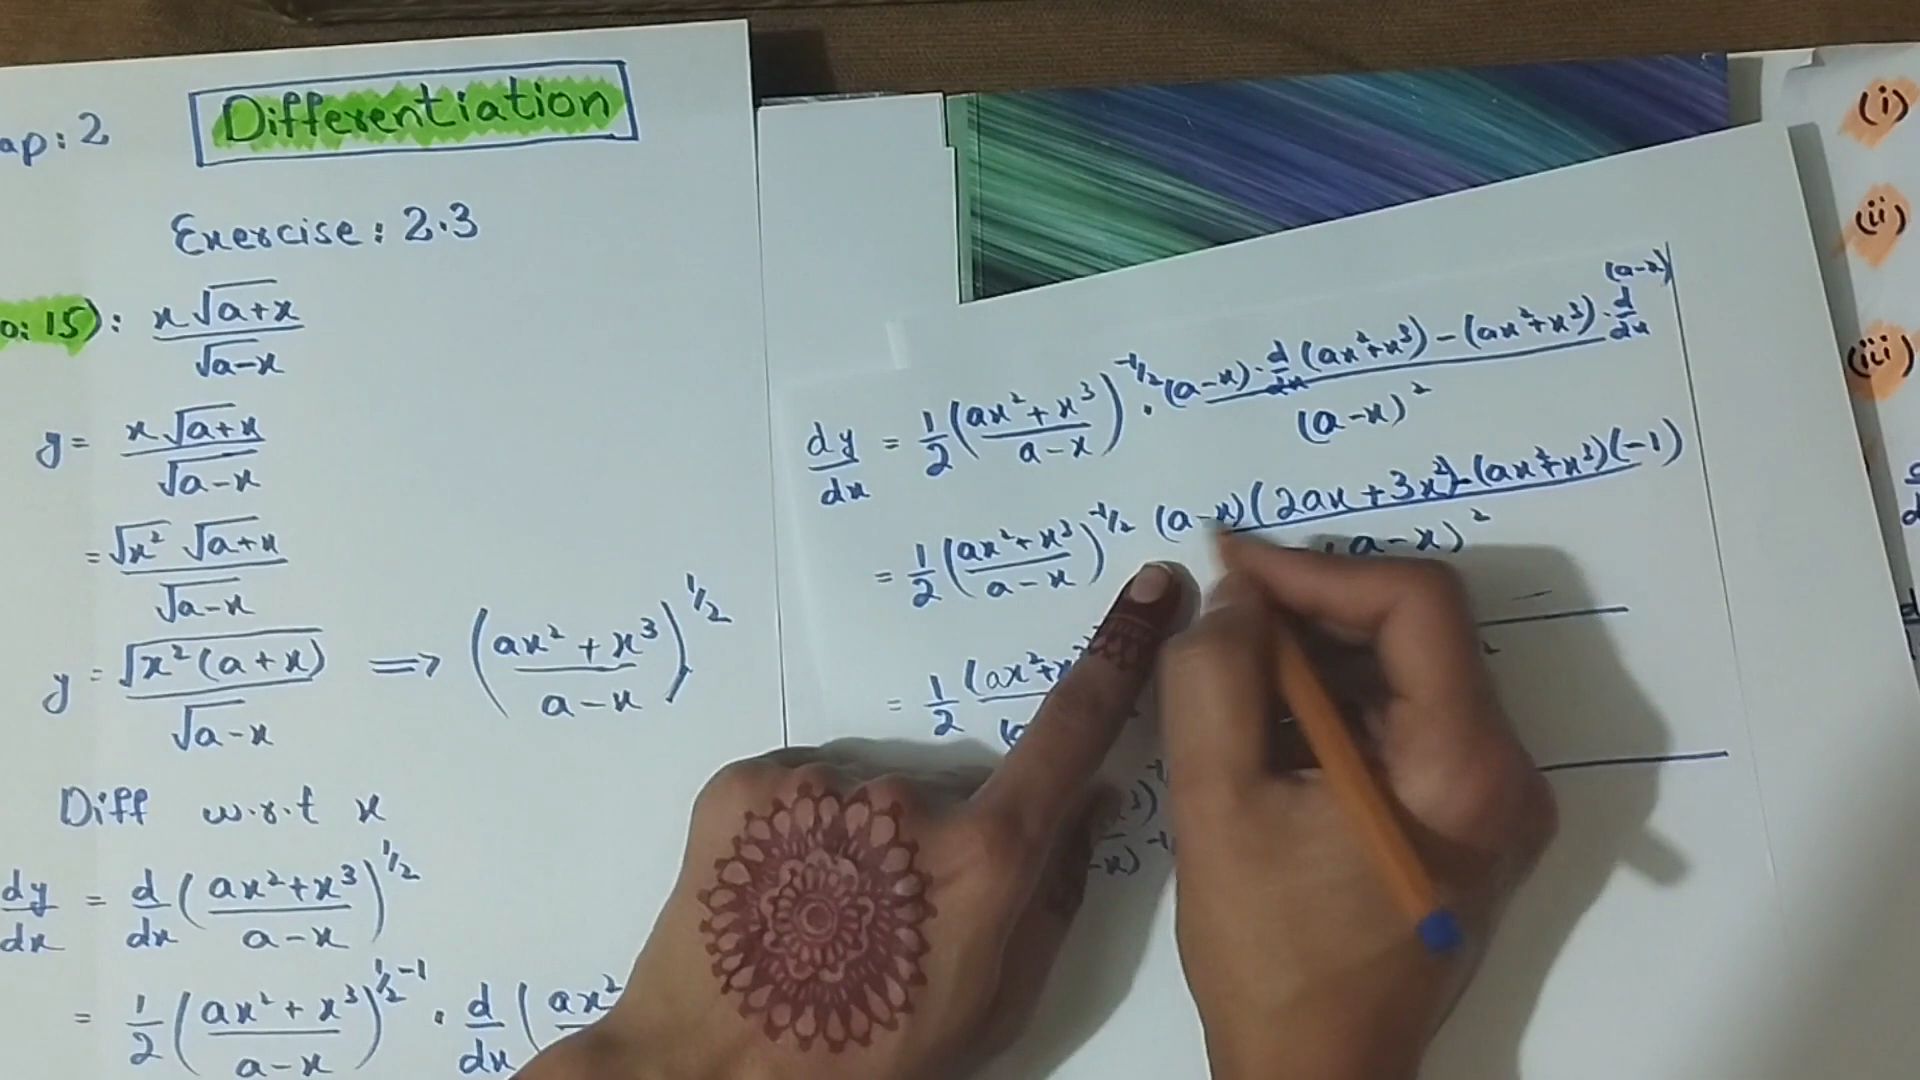 ap: 2
Differentiation
Exercise: 2.3
o: 15): x√a+x / √a-x
y = x√a+x / √a-x
= √x² √a+x / √a-x
y = √x²(a+x) / √a-x ⟹ (ax²+x³ / a-x)^1/2
Diff w.r.t x
dy/dx = d/dx (ax²+x³ / a-x)^1/2
= 1/2 (ax²+x³ / a-x)^1/2-1 · d/dx (ax²
dy/dx = 1/2 (ax²+x³ / a-x)^-1/2 · (a-x)·d/dx(ax²+x³) - (ax²+x³)·d/dx (a-x) / (a-x)²
= 1/2 (ax²+x³ / a-x)^-1/2 (a-x)(2ax+3x²)-(ax²+x³)(-1) / a-x)²
= 1/2 (ax²+x
(i)
(ii)
(iii)